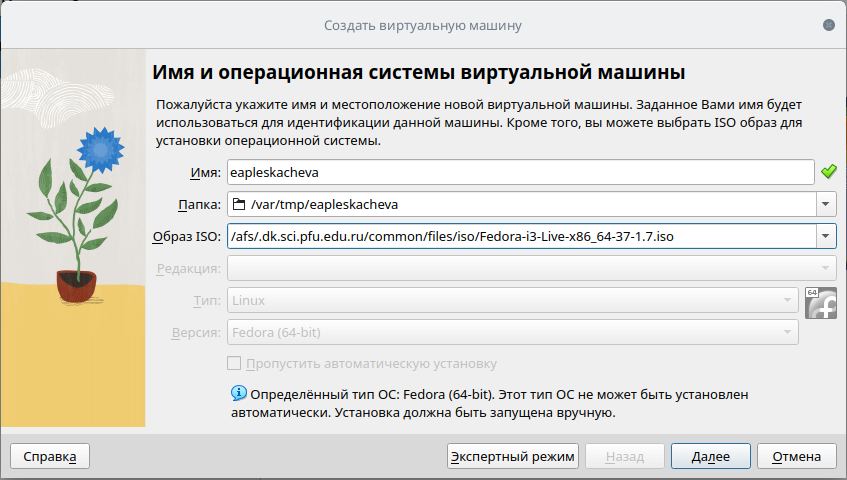 Создать виртуальную машину
Имя и операционная системы виртуальной машины
Пожалуйста укажите имя и местоположение новой виртуальной машины. Заданное Вами имя будет
использоваться для идентификации данной машины. Кроме того, вы можете выбрать ISO образ для
установки операционной системы.
Имя: eapleskacheva
Папка: /var/tmp/eapleskacheva
Образ ISO: /afs/.dk.sci.pfu.edu.ru/common/files/iso/Fedora-i3-Live-x86_64-37-1.7.iso
Редакция:
Тип: Linux
64
Версия: Fedora (64-bit)
Пропустить автоматическую установку
Определённый тип ОС: Fedora (64-bit). Этот тип ОС не может быть установлен
автоматически. Установка должна быть запущена вручную.
Справка Экспертный режим Назад Далее Отмена